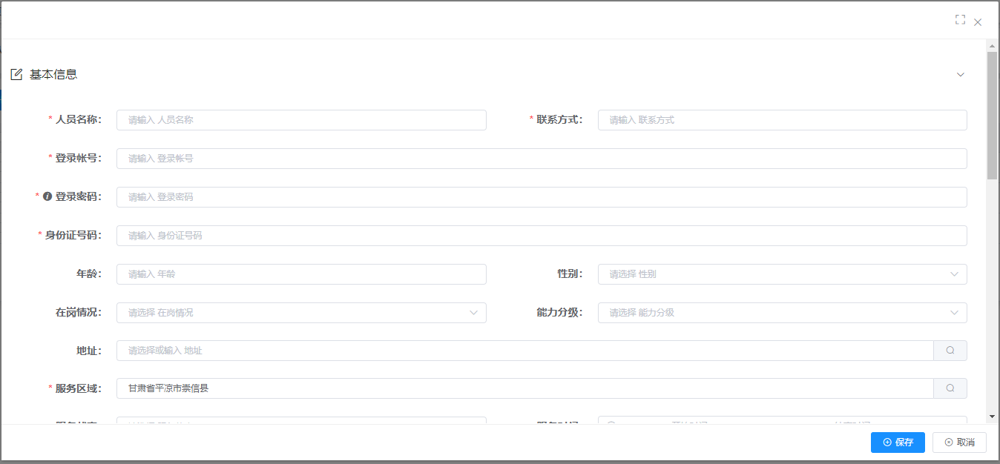 基本信息
* 人员名称： 请输入 人员名称 * 联系方式： 请输入 联系方式
* 登录帐号： 请输入 登录帐号
* 登录密码： 请输入 登录密码
* 身份证号码： 请输入 身份证号码
年龄： 请输入 年龄 性别： 请选择 性别
在岗情况： 请选择 在岗情况 能力分级： 请选择 能力分级
地址： 请选择或输入 地址
* 服务区域： 甘肃省平凉市崇信县
保存 取消